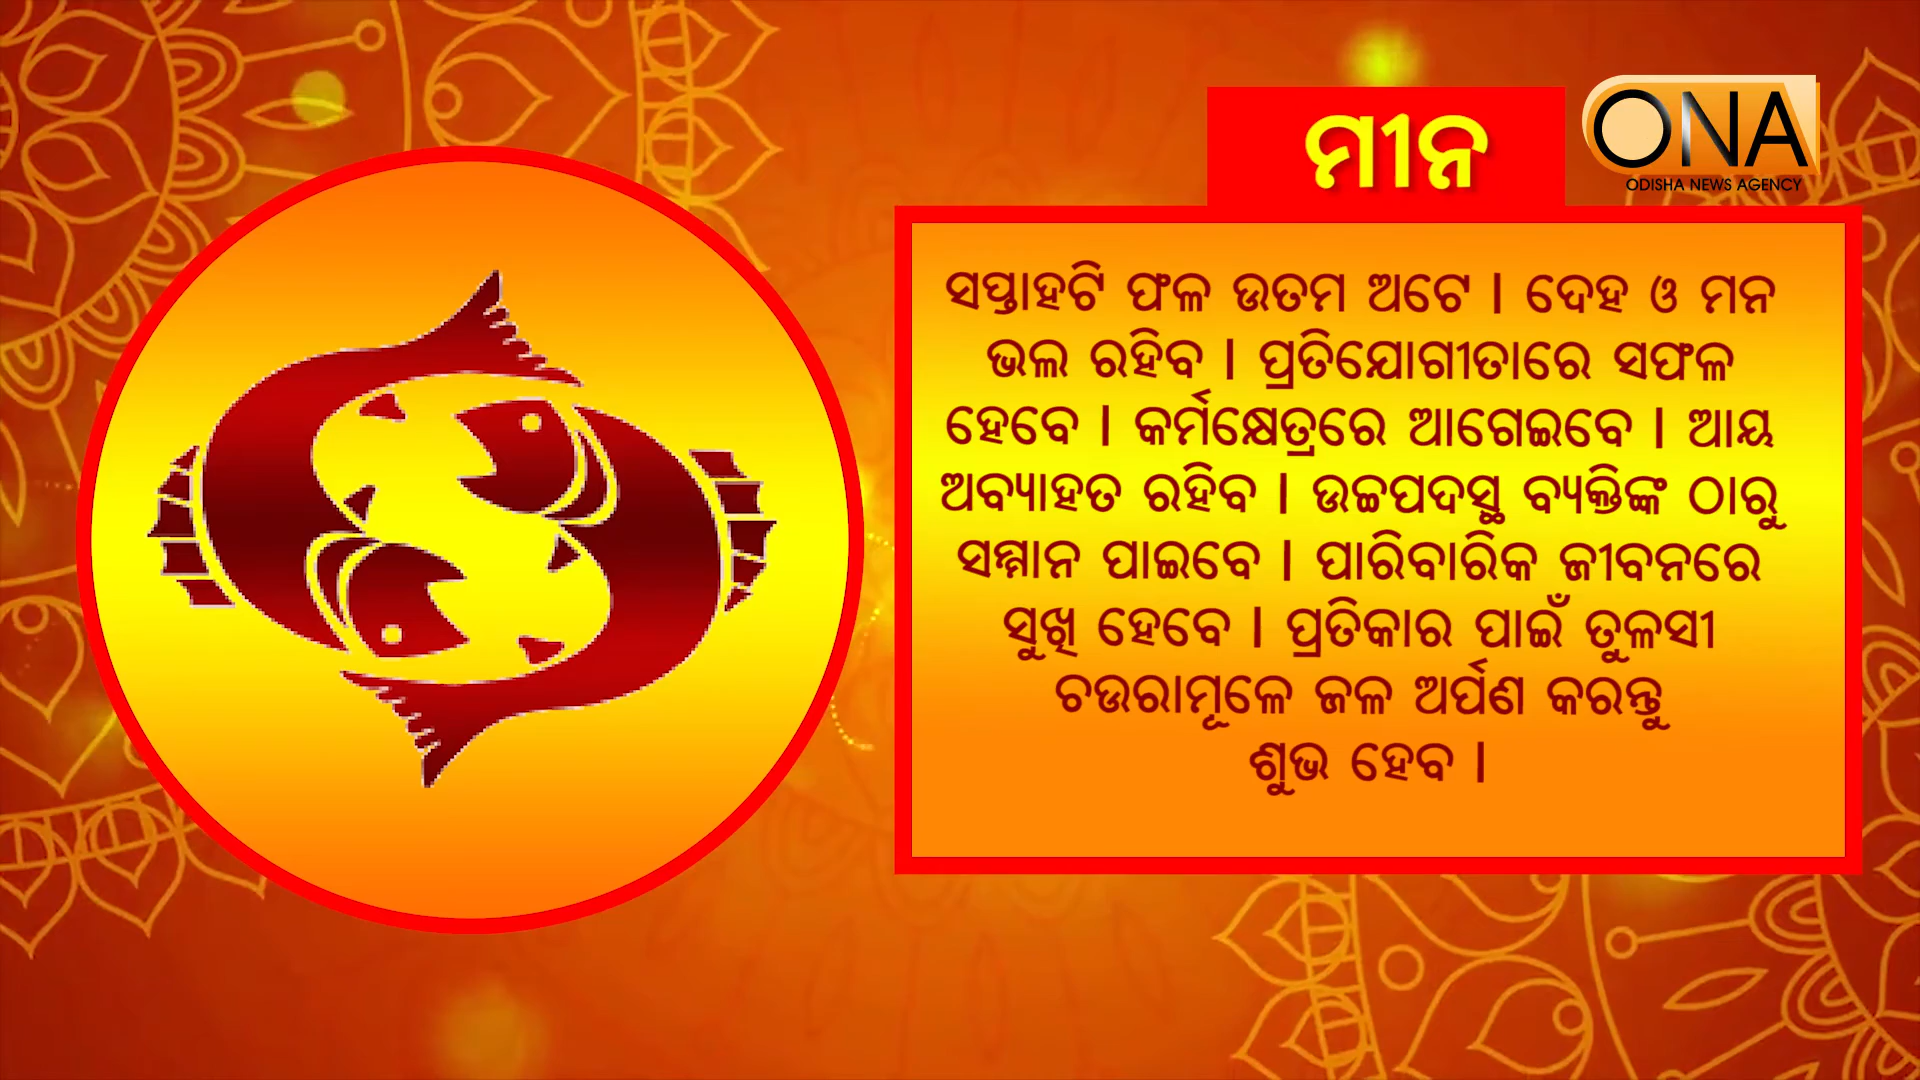 ମୀନ
ONA
ODISHA NEWS AGENCY
ସପ୍ତାହଟି ଫଳ ଉତମ ଅଟେ । ଦେହ ଓ ମନ
ଭଲ ରହିବ । ପ୍ରତିଯୋଗୀତାରେ ସଫଳ
ହେବେ । କର୍ମକ୍ଷେତ୍ରରେ ଆଗେଇବେ । ଆୟ
ଅବ୍ୟାହତ ରହିବ । ଉଚ୍ଚପଦସ୍ଥ ବ୍ୟକ୍ତିଙ୍କ ଠାରୁ
ସମ୍ମାନ ପାଇବେ । ପାରିବାରିକ ଜୀବନରେ
ସୁଖି ହେବେ । ପ୍ରତିକାର ପାଇଁ ତୁଳସୀ
ଚଉରାମୂଳେ ଜଳ ଅର୍ପଣ କରନ୍ତୁ
ଶୁଭ ହେବ ।